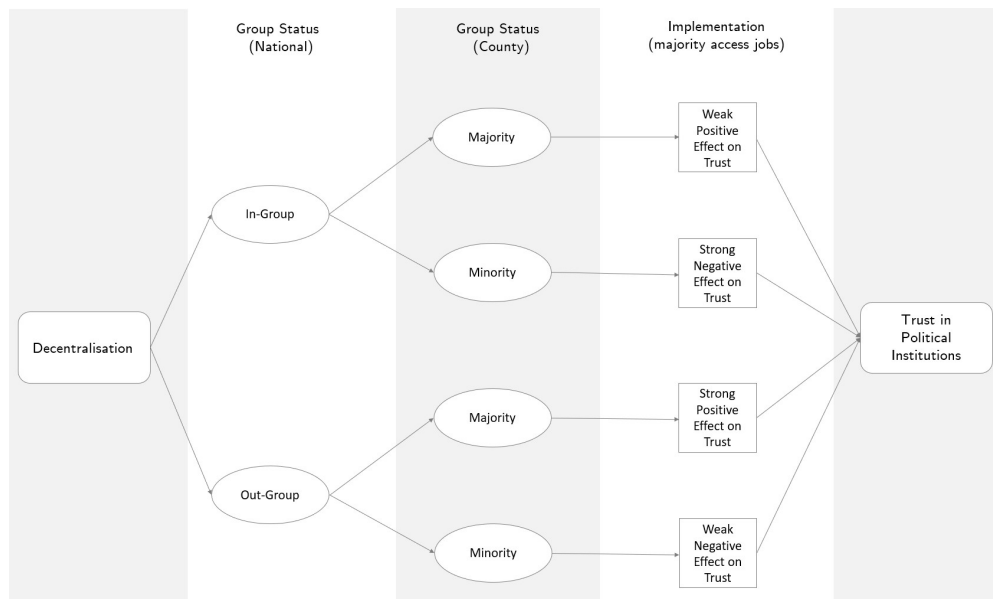 Group Status
(National)
Group Status
(County)
Implementation
(majority access jobs)
Decentralisation
In-Group
Out-Group
Majority
Minority
Majority
Minority
Weak
Positive
Effect on
Trust
Strong
Negative
Effect on
Trust
Strong
Positive
Effect on
Trust
Weak
Negative
Effect on
Trust
Trust in
Political
Institutions